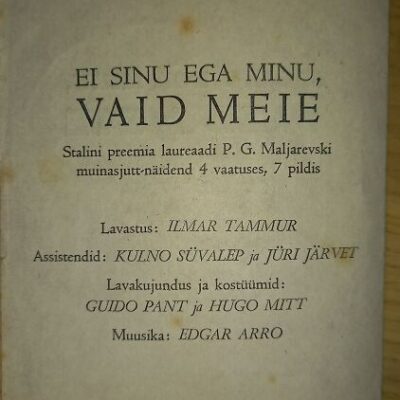 EI SINU EGA MINU,
VAID MEIE
Stalini preemia laureaadi P. G. Maljarevski
muinasjutt-näidend 4 vaatuses, 7 pildis
Lavastus: ILMAR TAMMUR
Assistendid: KULNO SÜVALEP ja JÜRI JÄRVET
Lavakujundus ja kostüümid:
GUIDO PANT ja HUGO MITT
Muusika: EDGAR ARRO